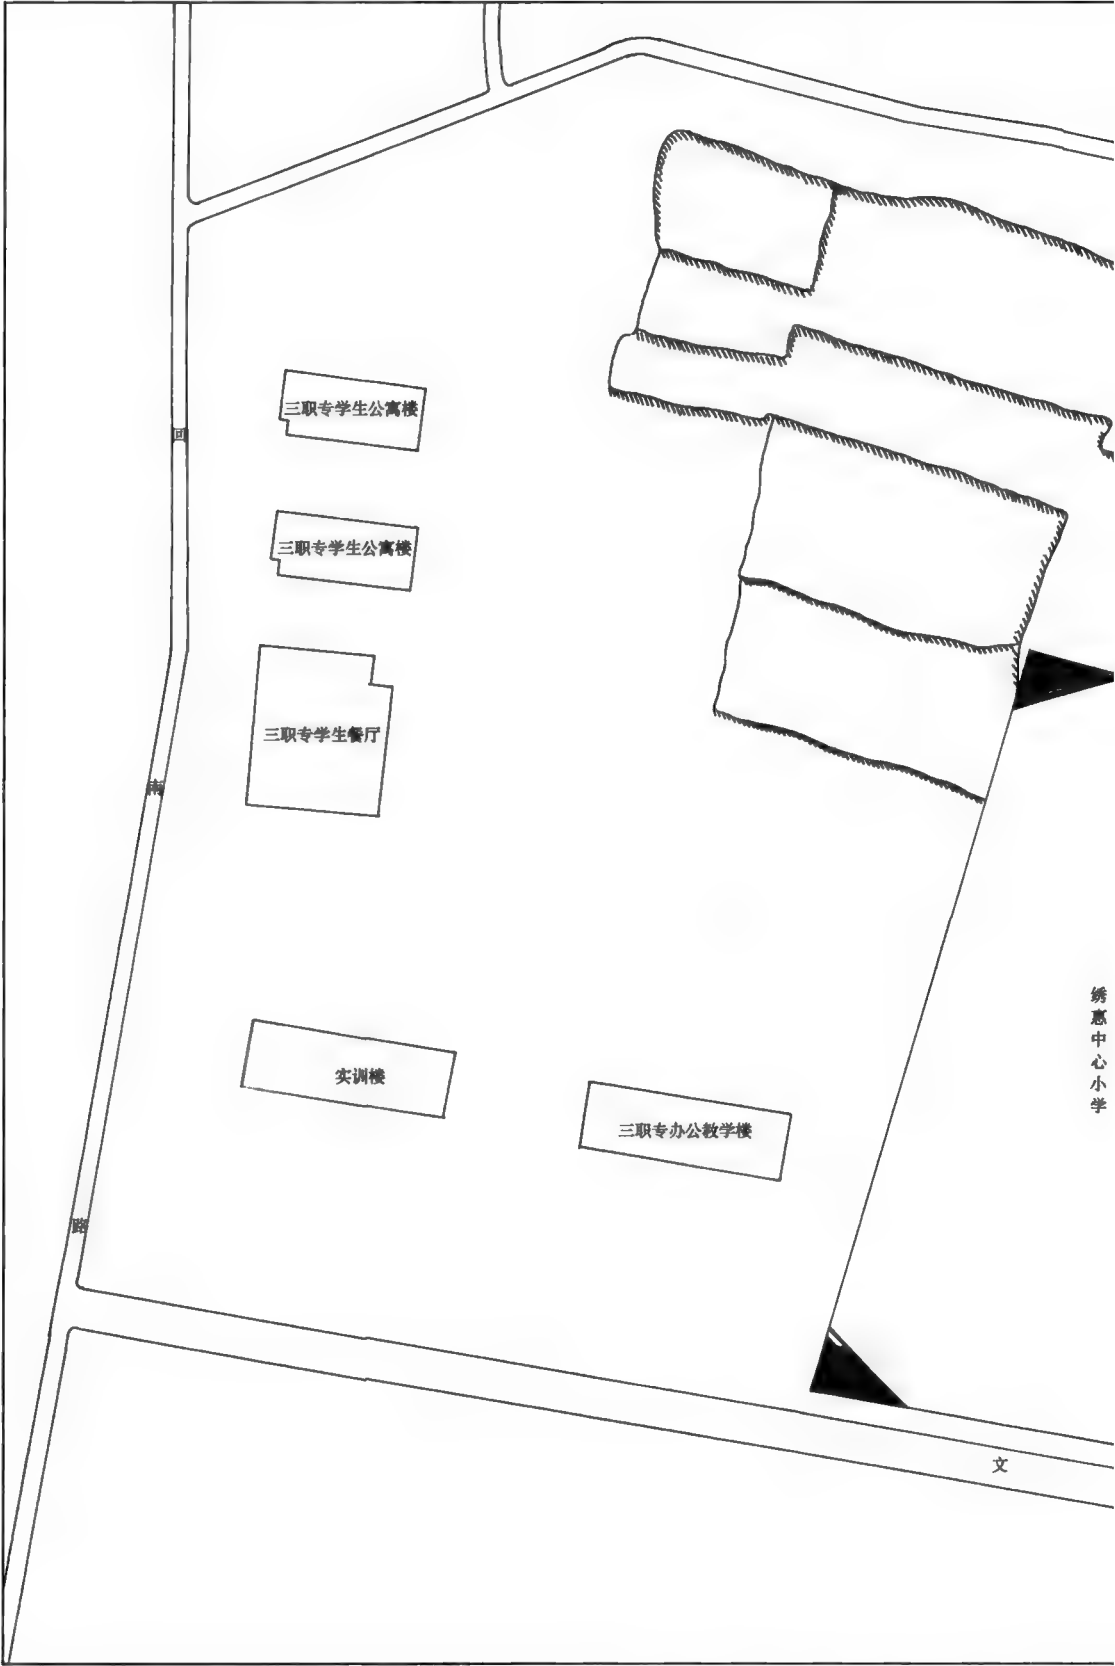 三职专学生公寓楼
回
三职专学生公寓楼
三职专学生餐厅
南
绣惠中心小学
实训楼
三职专办公教学楼
路
文